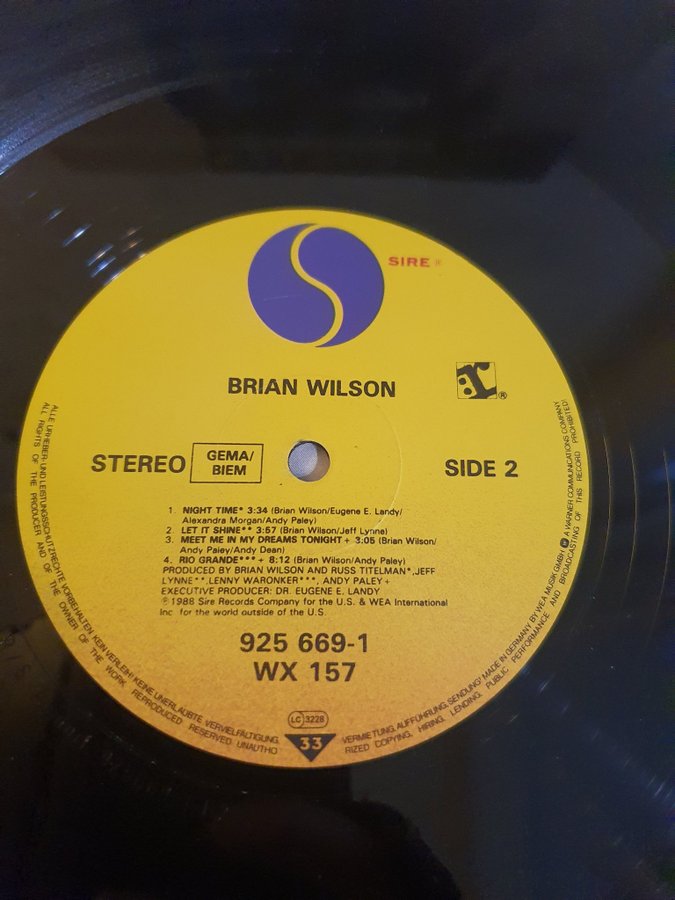 SIRE ®
BRIAN WILSON
r®
STEREO
GEMA/
BIEM
SIDE 2
1. NIGHT TIME* 3:34 (Brian Wilson/Eugene E. Landy/
Alexandra Morgan/Andy Paley)
2. LET IT SHINE** 3:57 (Brian Wilson/Jeff Lynne)
3. MEET ME IN MY DREAMS TONIGHT + 3:05 (Brian Wilson/
Andy Paley/Andy Dean)
4. RIO GRANDE*** + 8:12 (Brian Wilson/Andy Paley)
PRODUCED BY BRIAN WILSON AND RUSS TITELMAN*,JEFF
LYNNE**,LENNY WARONKER***, ANDY PALEY +
EXECUTIVE PRODUCER: DR. EUGENE E. LANDY
℗1988 Sire Records Company for the U.S. & WEA International
Inc. for the world outside of the U.S.
925 669-1
WX 157
LC 3228
33
ALLE URHEBER-UND LEISTUNGSSCHUTZRECHTE VORBEHALTEN KEIN VERLEIH! KEINE UNERLAUBTE VERVIELFÄLTIGUNG, VERMIETUNG, AUFFÜHRUNG, SENDUNG! MADE IN GERMANY BY WEA MUSIK GMBH A WARNER COMMUNICATIONS COMPANY
ALL RIGHTS OF THE PRODUCER AND OF THE OWNER OF THE WORK REPRODUCED RESERVED UNAUTHO RIZED COPYING, HIRING, LENDING, PUBLIC PERFORMANCE AND BROADCASTING OF THIS RECORD PROHIBITED!